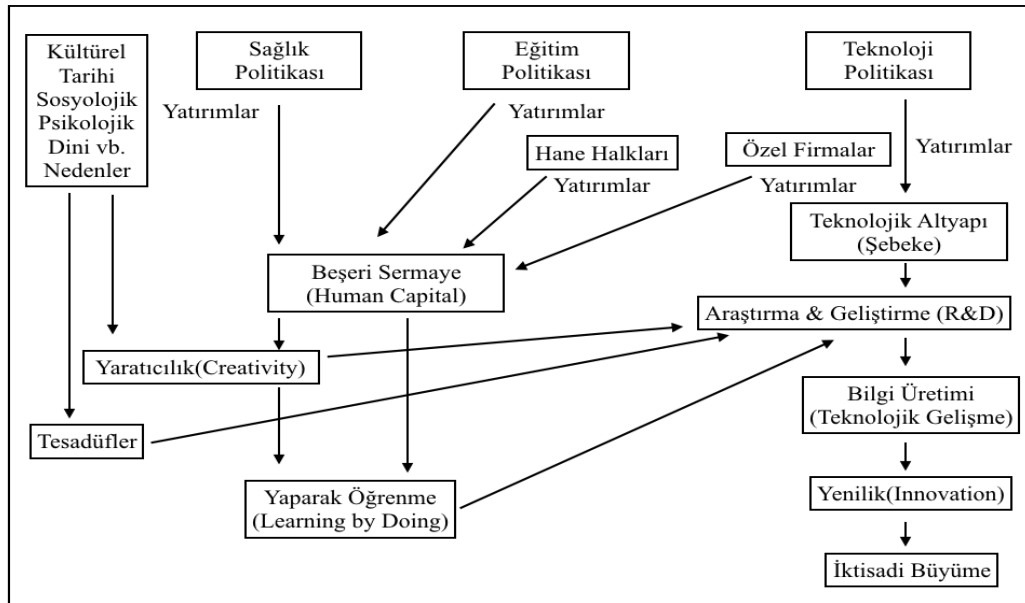 Kültürel
Tarihi
Sosyolojik
Psikolojik
Dini vb.
Nedenler
Sağlık
Politikası
Eğitim
Politikası
Teknoloji
Politikası
Yatırımlar
Yatırımlar
Yatırımlar
Hane Halkları
Özel Firmalar
Yatırımlar
Yatırımlar
Teknolojik Altyapı
(Şebeke)
Beşeri Sermaye
(Human Capital)
Araştırma & Geliştirme (R&D)
Yaratıcılık(Creativity)
Bilgi Üretimi
(Teknolojik Gelişme)
Tesadüfler
Yaparak Öğrenme
(Learning by Doing)
Yenilik(Innovation)
İktisadi Büyüme